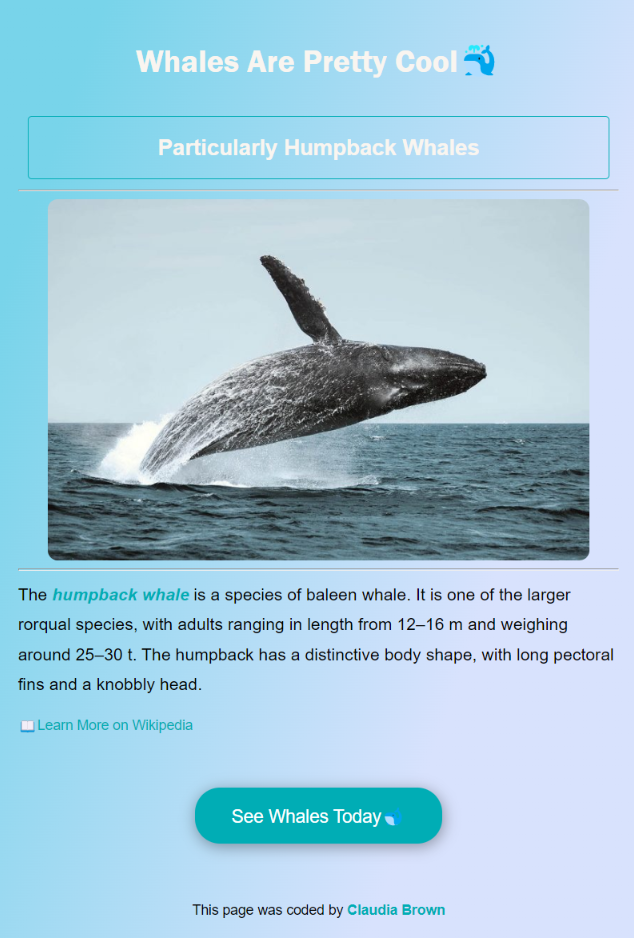 Whales Are Pretty Cool🐳
Particularly Humpback Whales
The humpback whale is a species of baleen whale. It is one of the larger
rorqual species, with adults ranging in length from 12–16 m and weighing
around 25–30 t. The humpback has a distinctive body shape, with long pectoral
fins and a knobbly head.
📖Learn More on Wikipedia
See Whales Today
This page was coded by Claudia Brown